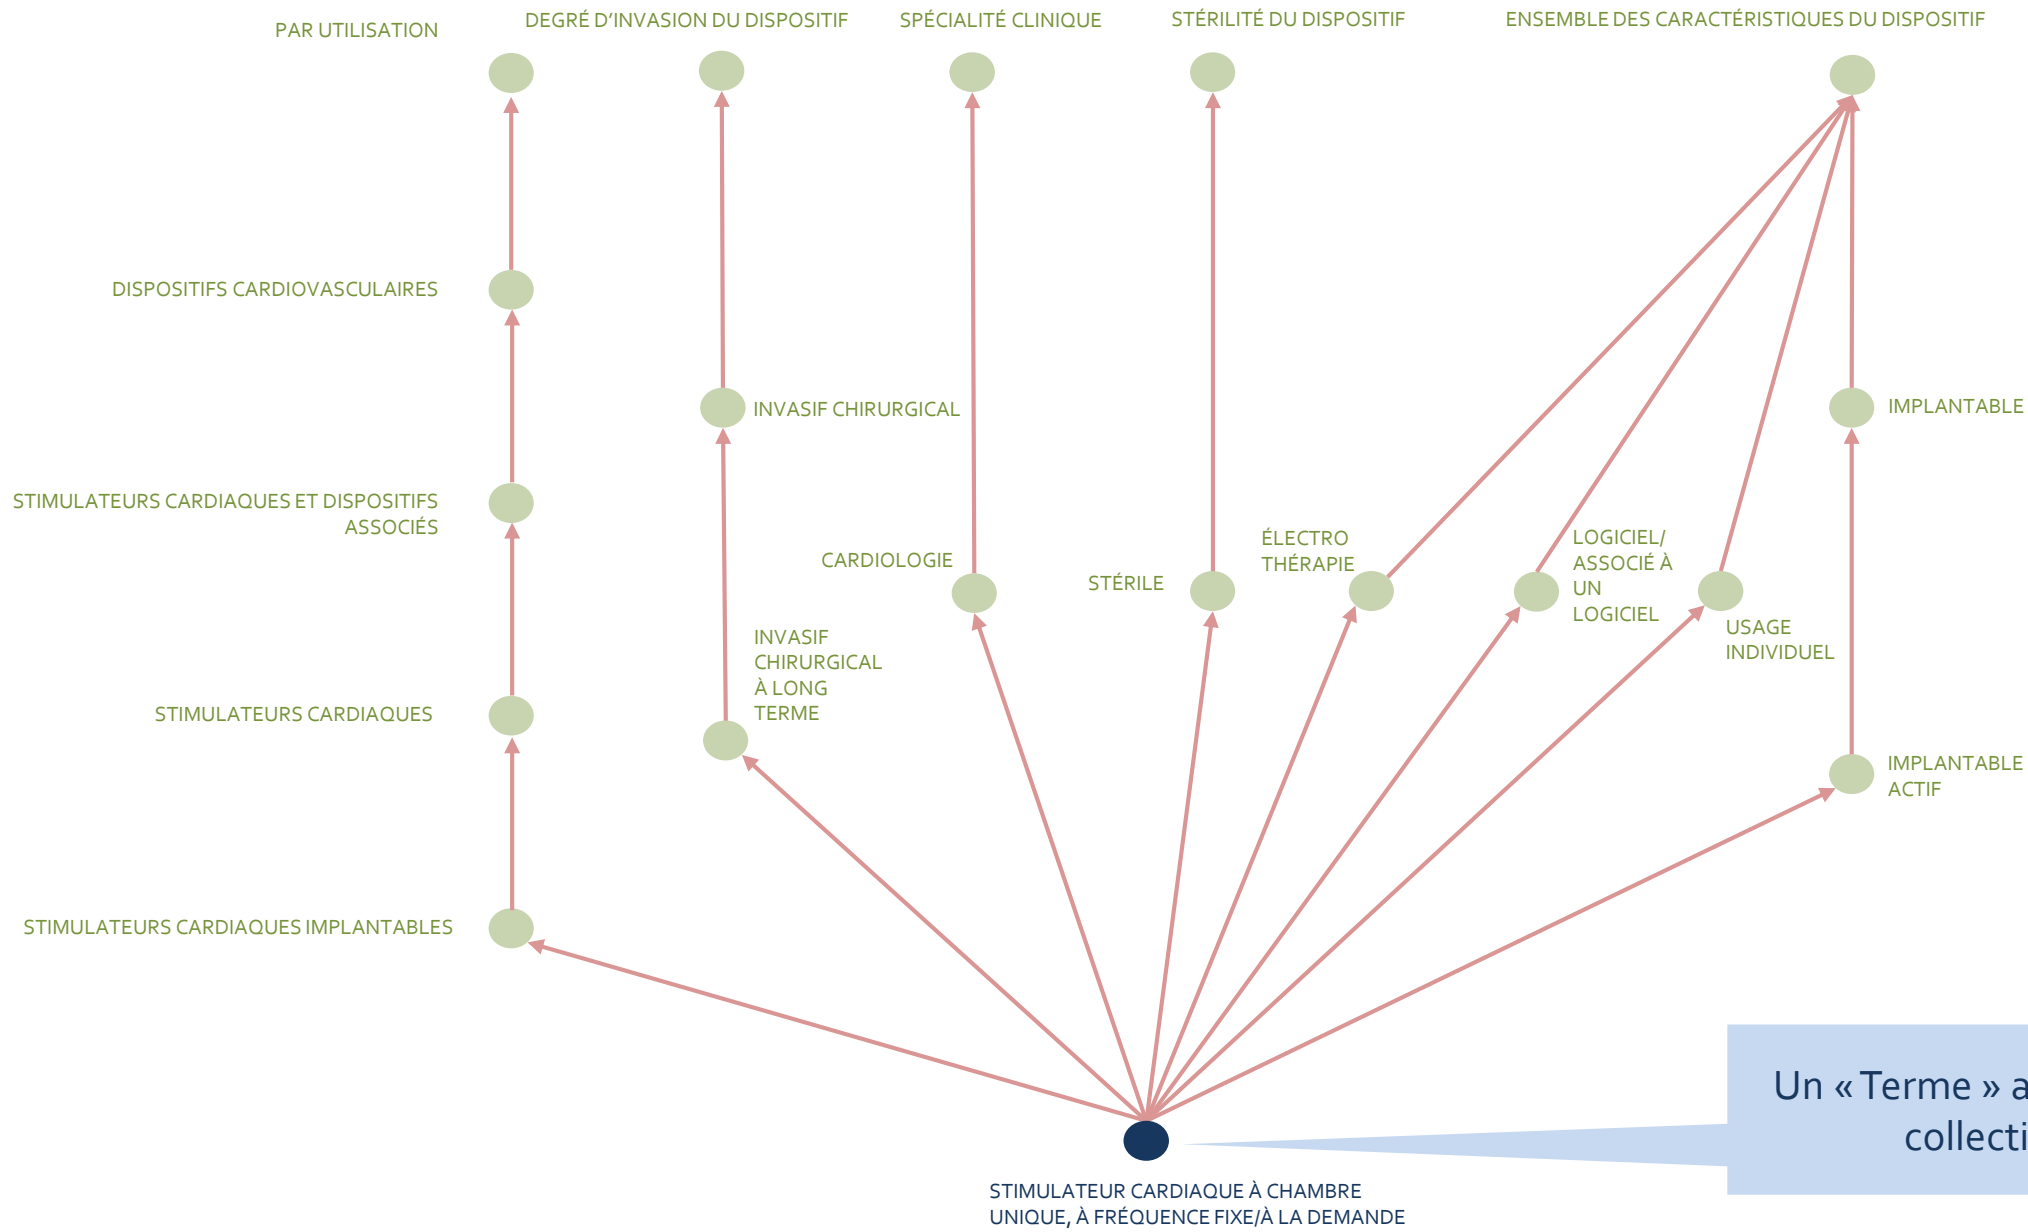 PAR UTILISATION
DEGRÉ D'INVASION DU DISPOSITIF
SPÉCIALITÉ CLINIQUE
STÉRILITÉ DU DISPOSITIF
ENSEMBLE DES CARACTÉRISTIQUES DU DISPOSITIF
DISPOSITIFS CARDIOVASCULAIRES
INVASIF CHIRURGICAL
IMPLANTABLE
STIMULATEURS CARDIAQUES ET DISPOSITIFS
ASSOCIÉS
CARDIOLOGIE
STÉRILE
ÉLECTRO
THÉRAPIE
LOGICIEL/
ASSOCIÉ À
UN
LOGICIEL
USAGE
INDIVIDUEL
INVASIF
CHIRURGICAL
À LONG
TERME
STIMULATEURS CARDIAQUES
IMPLANTABLE
ACTIF
STIMULATEURS CARDIAQUES IMPLANTABLES
Un « Terme » a
collecti
STIMULATEUR CARDIAQUE À CHAMBRE
UNIQUE, À FRÉQUENCE FIXE/À LA DEMANDE